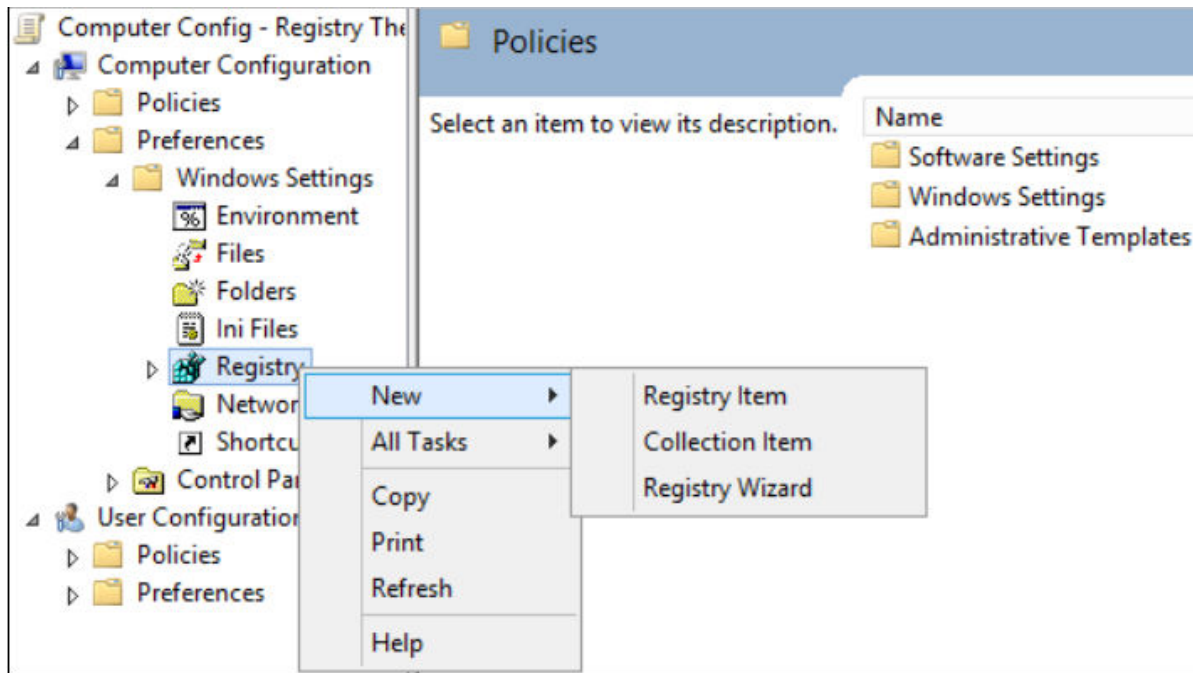 Computer Config - Registry The
Computer Configuration
Policies
Preferences
Windows Settings
Environment
Files
Folders
Ini Files
Registry
Networ
Shortcu
Control Pa
User Configuration
Policies
Preferences
New
All Tasks
Copy
Print
Refresh
Help
Registry Item
Collection Item
Registry Wizard
Policies
Select an item to view its description.
Name
Software Settings
Windows Settings
Administrative Templates